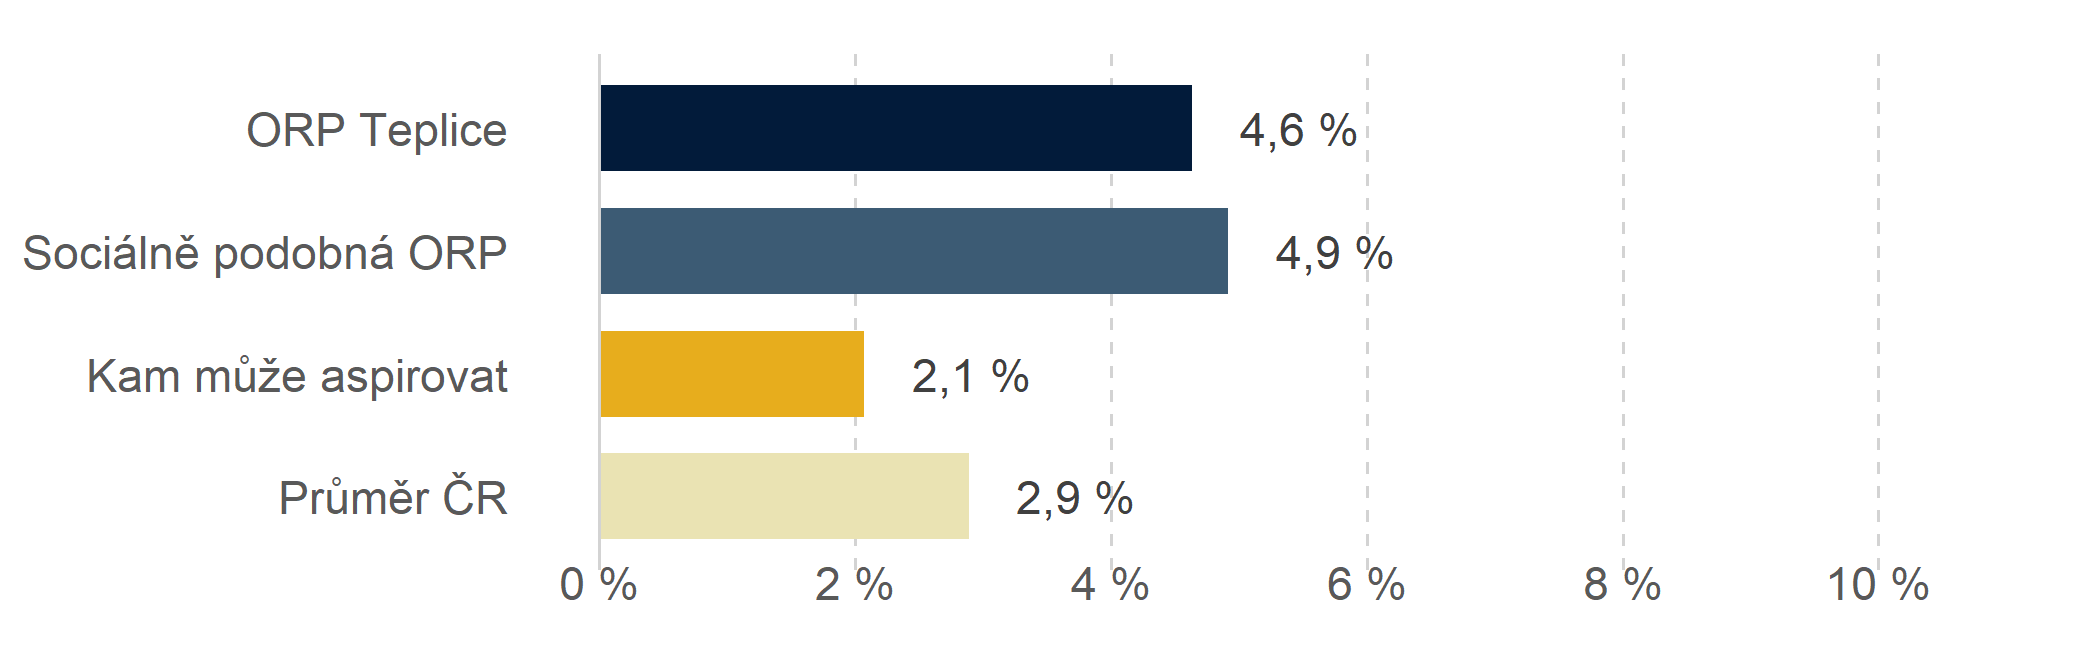 ORP Teplice
4,6 %
Sociálně podobná ORP
4,9 %
Kam může aspirovat
2,1 %
Průměr ČR
2,9 %
0 % 2 % 4 % 6 % 8 % 10 %